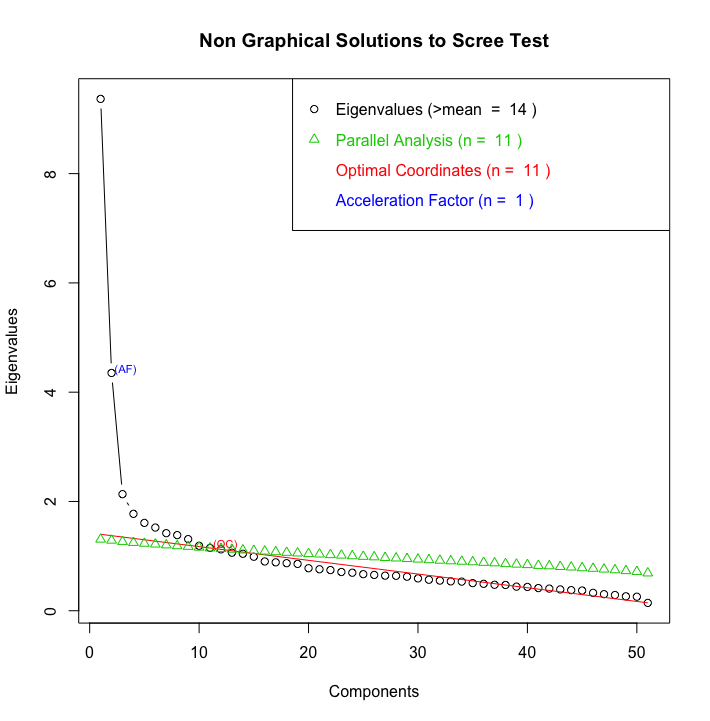 Non Graphical Solutions to Scree Test
Eigenvalues (>mean = 14 )
Parallel Analysis (n = 11 )
Optimal Coordinates (n = 11 )
Acceleration Factor (n = 1 )
Eigenvalues
8
6
4
2
0
(AF)
(OC)
0 10 20 30 40 50
Components